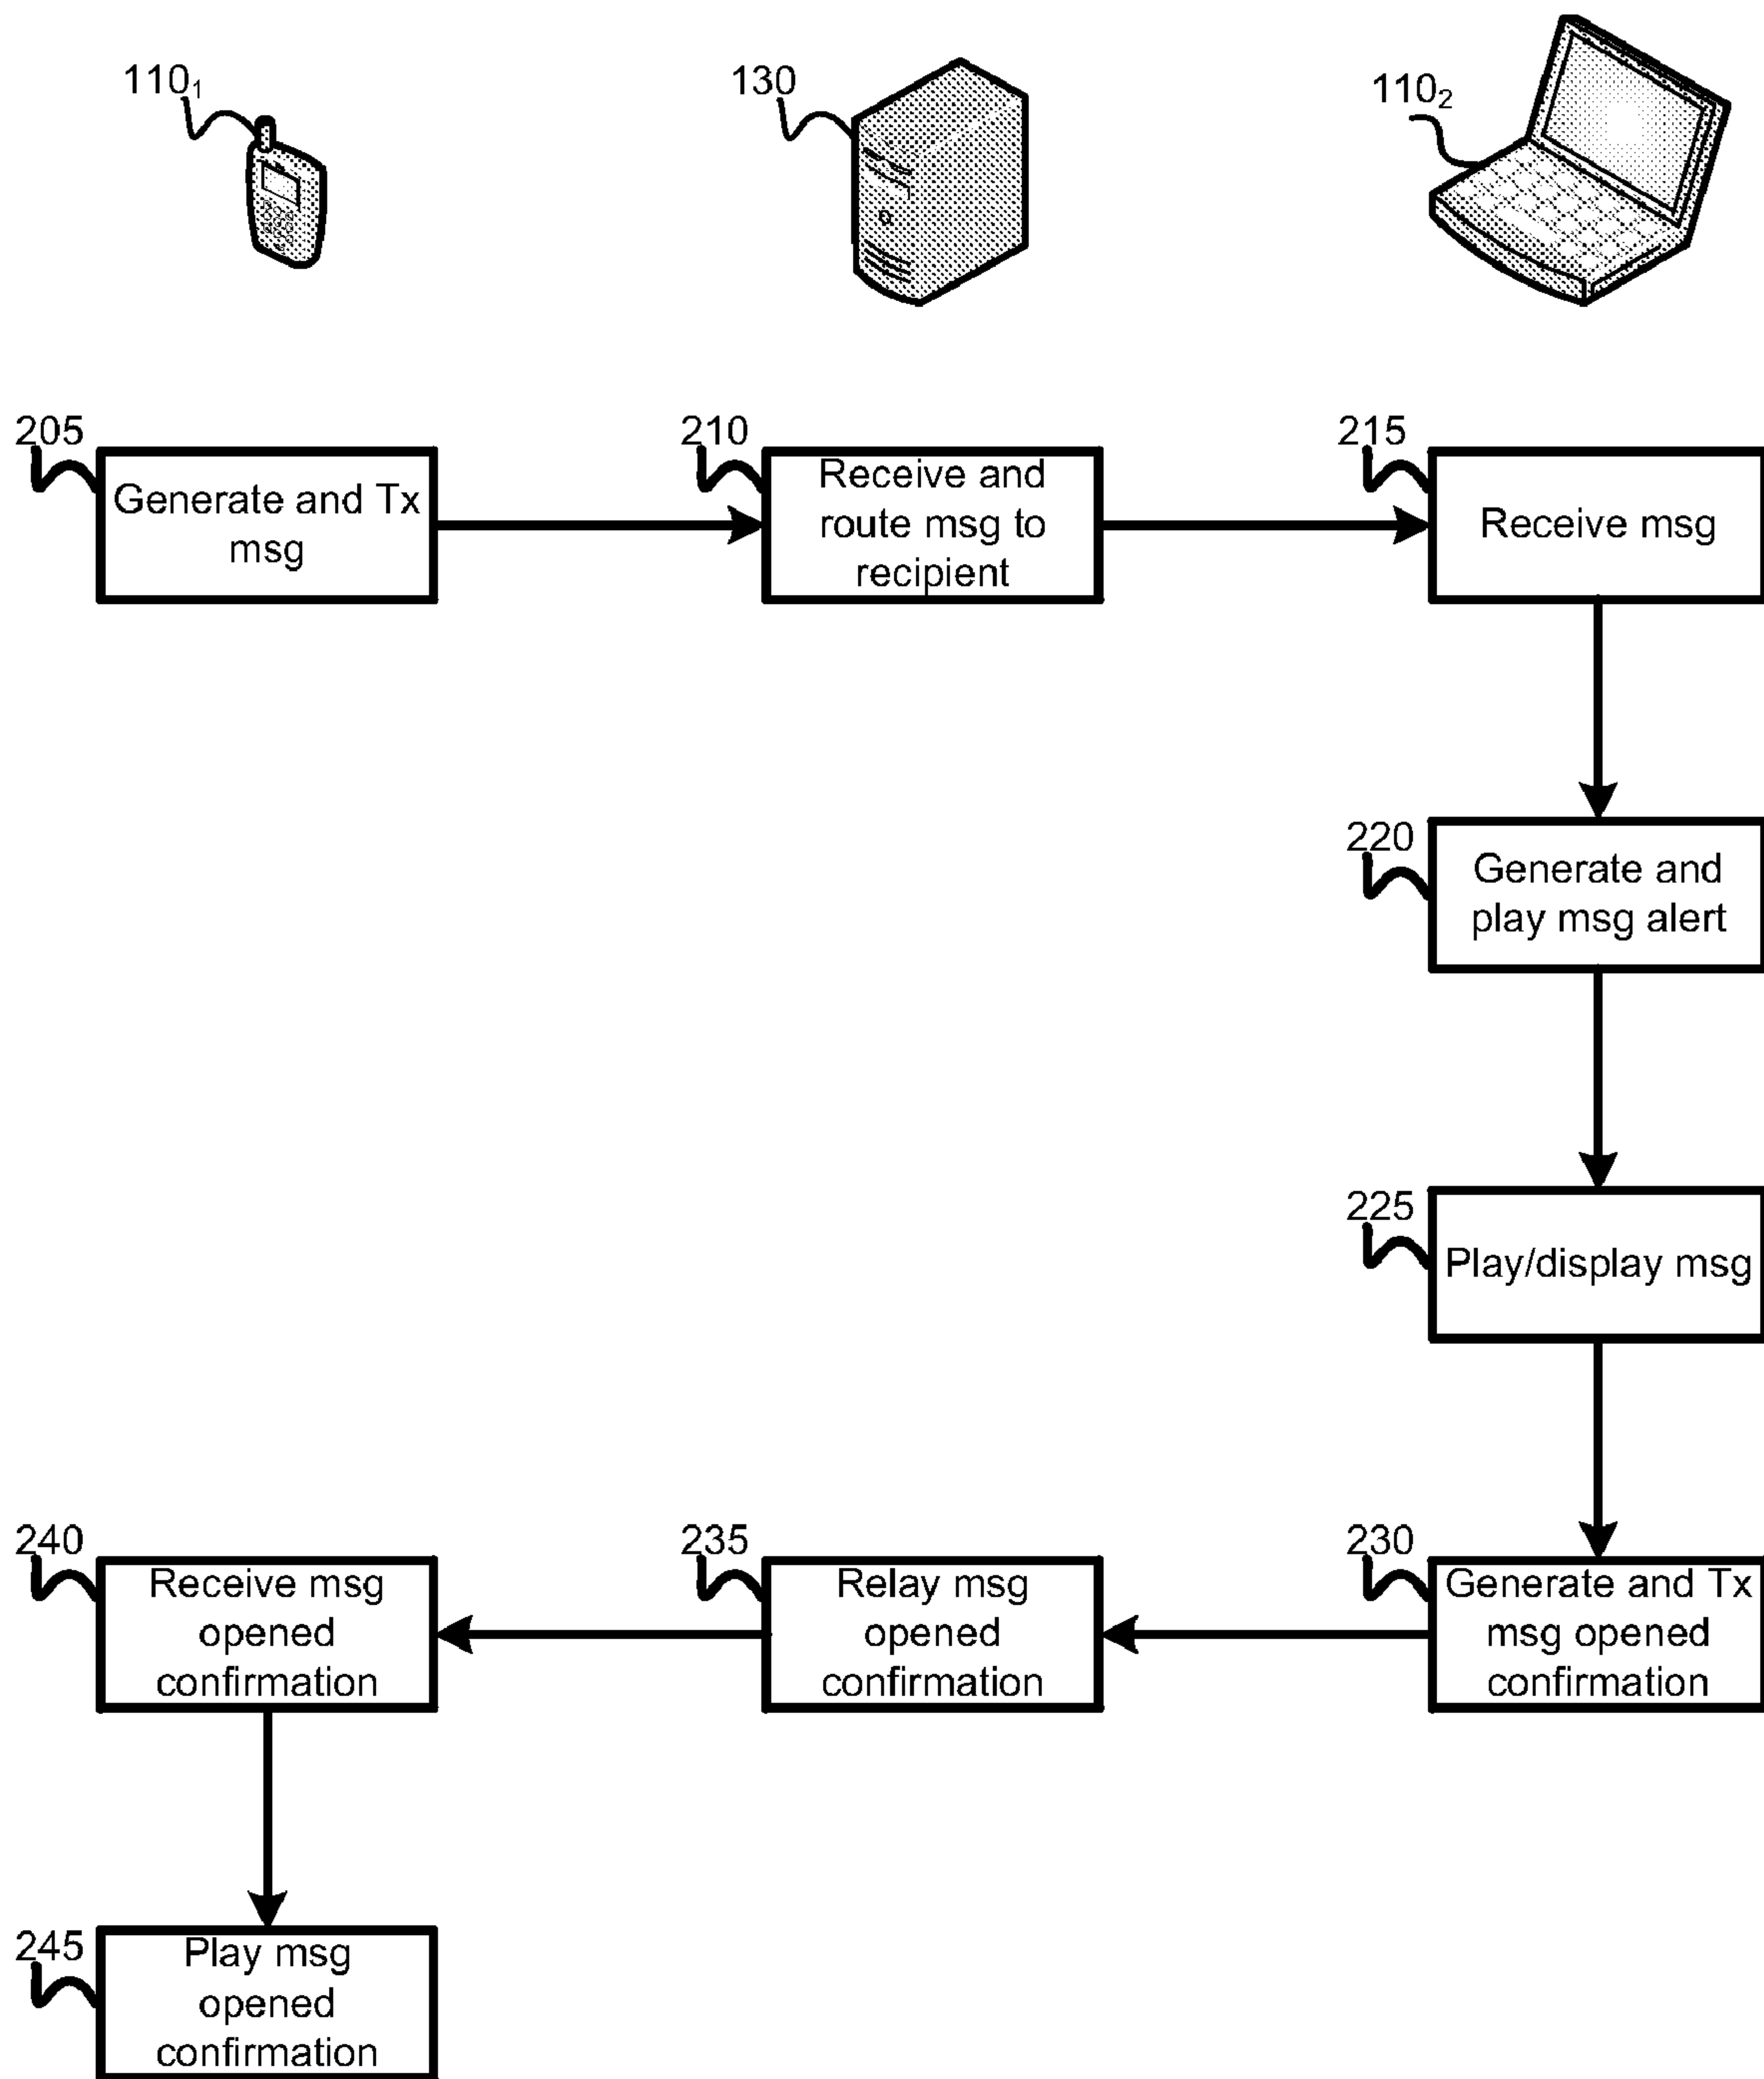 110₁
130
110₂
205
Generate and Tx
msg
210
Receive and
route msg to
recipient
215
Receive msg
220
Generate and
play msg alert
225
Play/display msg
240
Receive msg
opened
confirmation
235
Relay msg
opened
confirmation
230
Generate and Tx
msg opened
confirmation
245
Play msg
opened
confirmation